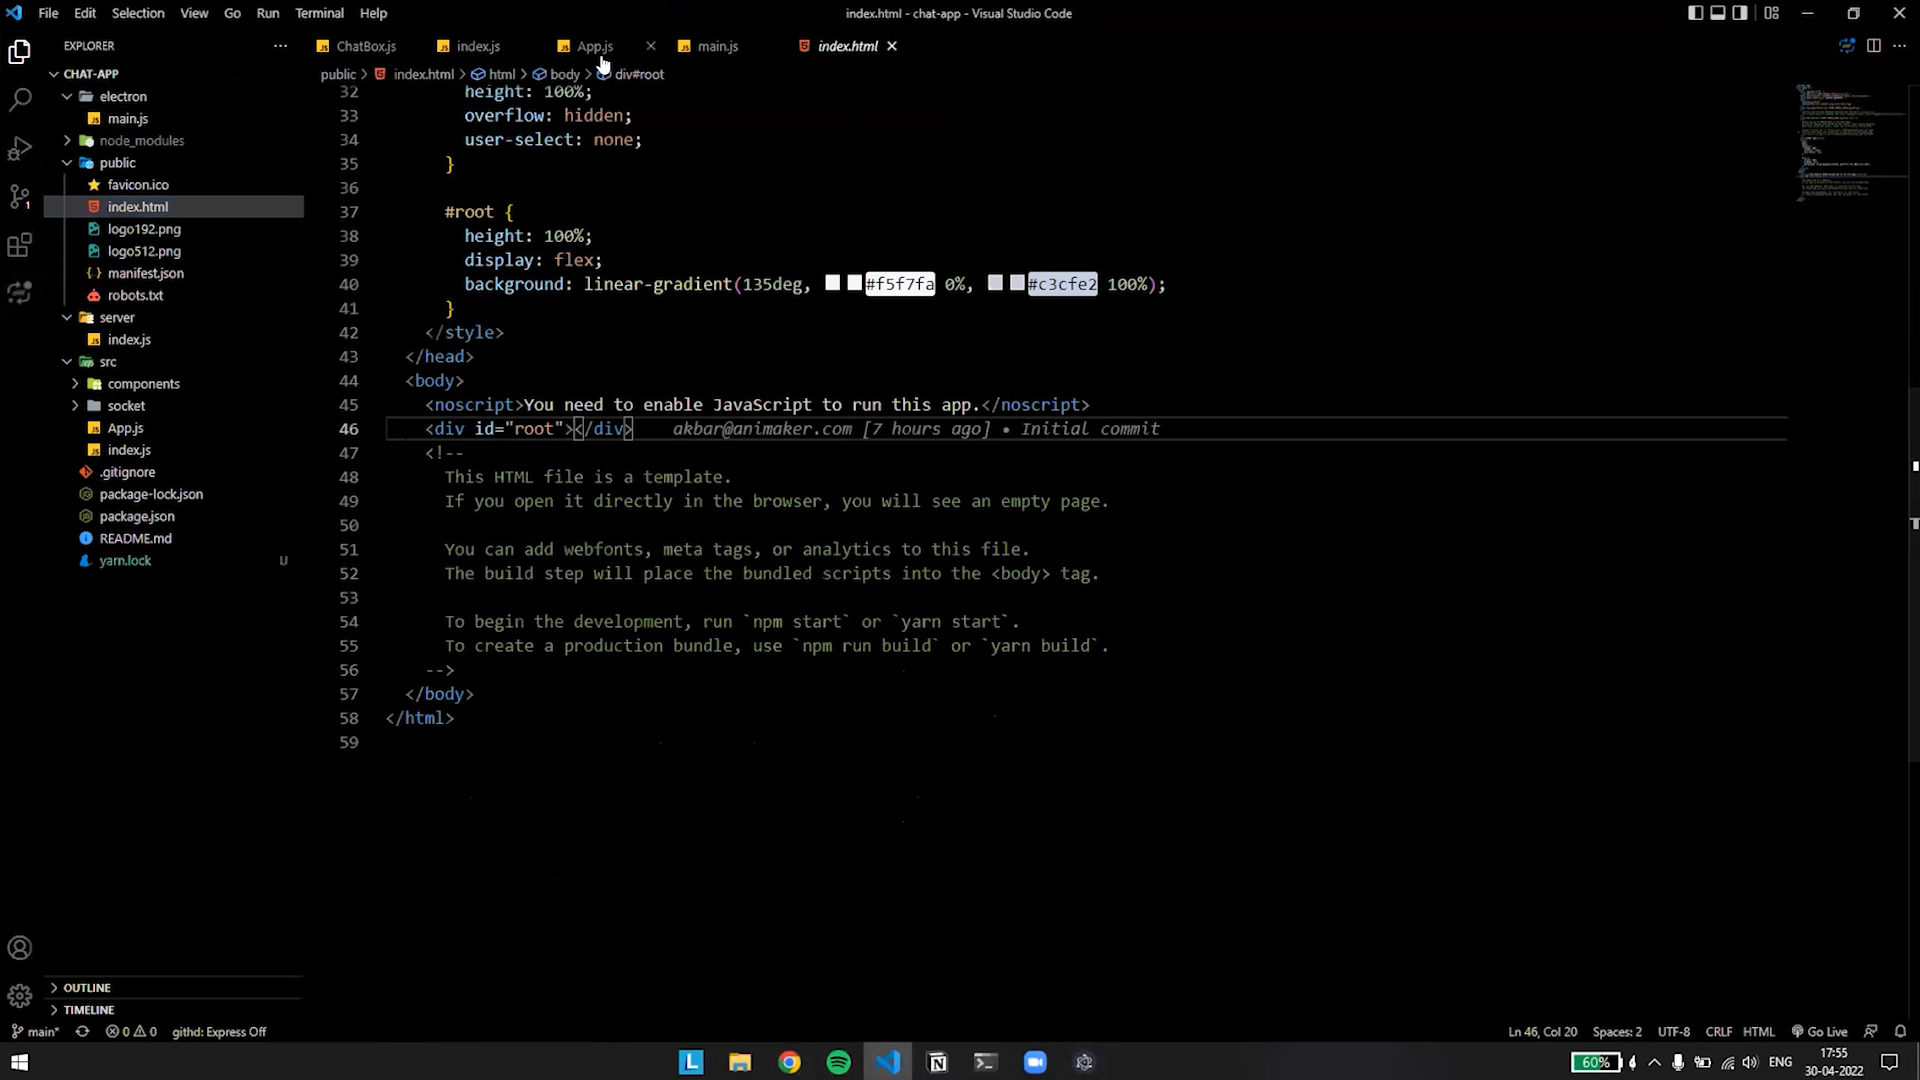 File Edit Selection View Go Run Terminal Help
index.html - chat-app - Visual Studio Code
EXPLORER
ChatBox.js index.js App.js main.js index.html
CHAT-APP
public > index.html > html > body > div#root
electron
main.js
node_modules
public
favicon.ico
index.html
logo192.png
logo512.png
manifest.json
robots.txt
server
index.js
src
components
socket
App.js
index.js
.gitignore
package-lock.json
package.json
README.md
yarn.lock U
32 height: 100%;
33 overflow: hidden;
34 user-select: none;
35 }
36
37 #root {
38 height: 100%;
39 display: flex;
40 background: linear-gradient(135deg, #f5f7fa 0%, #c3cfe2 100%);
41 }
42 </style>
43 </head>
44 <body>
45 <noscript>You need to enable JavaScript to run this app.</noscript>
46 <div id="root"></div> akbar@animaker.com [7 hours ago] • Initial commit
47 <!--
48 This HTML file is a template.
49 If you open it directly in the browser, you will see an empty page.
50
51 You can add webfonts, meta tags, or analytics to this file.
52 The build step will place the bundled scripts into the <body> tag.
53
54 To begin the development, run `npm start` or `yarn start`.
55 To create a production bundle, use `npm run build` or `yarn build`.
56 -->
57 </body>
58 </html>
59
OUTLINE
TIMELINE
main* 0 0 githd: Express Off
Ln 46, Col 20 Spaces: 2 UTF-8 CRLF HTML Go Live
60% ENG 17:55
30-04-2022